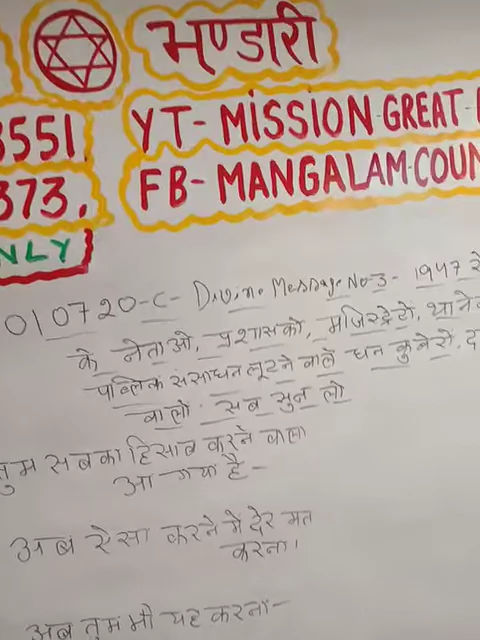 भण्डारी
3551 YT- MISSION GREAT
373. FB- MANGALAM COUN
NLY
010720-C- Divine Message No-3- 1947 से
के नेताओ, प्रशासको, मजिस्ट्रेटो, थाने
पब्लिक संसाधन लूटने वाले धन कुबेरो,
वालो सब सुन लो
तुम सबका हिसाब करने वाला
आ गया है-
अब ऐसा करने में देर मत
करना।
अब तुम भी यह करना-